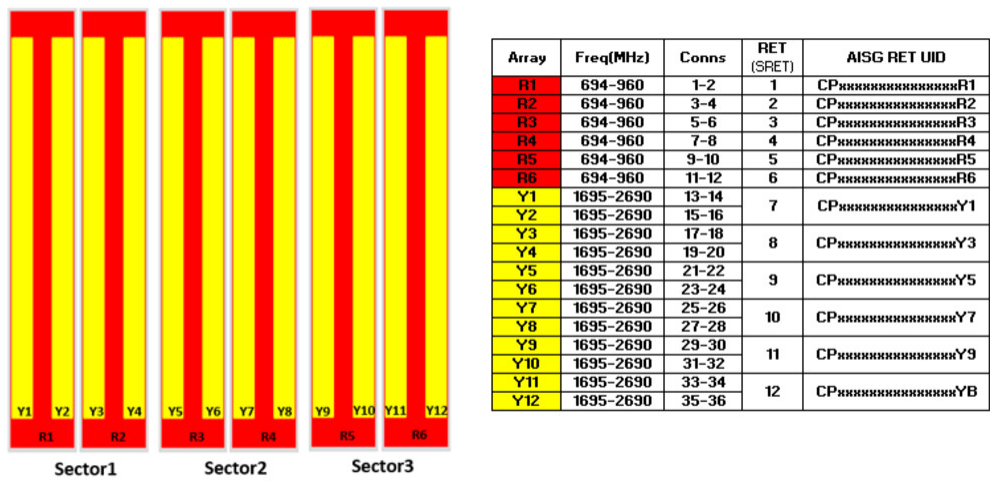 Y1 Y2 Y3 Y4 Y5 Y6 Y7 Y8 Y9 Y10 Y11 Y12
R1 R2 R3 R4 R5 R6
Sector1 Sector2 Sector3
Array Freq(MHz) Conns RET (SRET) AISG RET UID
R1 694-960 1-2 1 CPxxxxxxxxxxxxxxxR1
R2 694-960 3-4 2 CPxxxxxxxxxxxxxxxR2
R3 694-960 5-6 3 CPxxxxxxxxxxxxxxxR3
R4 694-960 7-8 4 CPxxxxxxxxxxxxxxxR4
R5 694-960 9-10 5 CPxxxxxxxxxxxxxxxR5
R6 694-960 11-12 6 CPxxxxxxxxxxxxxxxR6
Y1 1695-2690 13-14 7 CPxxxxxxxxxxxxxxxY1
Y2 1695-2690 15-16
Y3 1695-2690 17-18 8 CPxxxxxxxxxxxxxxxY3
Y4 1695-2690 19-20
Y5 1695-2690 21-22 9 CPxxxxxxxxxxxxxxxY5
Y6 1695-2690 23-24
Y7 1695-2690 25-26 10 CPxxxxxxxxxxxxxxxY7
Y8 1695-2690 27-28
Y9 1695-2690 29-30 11 CPxxxxxxxxxxxxxxxY9
Y10 1695-2690 31-32
Y11 1695-2690 33-34 12 CPxxxxxxxxxxxxxxxYB
Y12 1695-2690 35-36